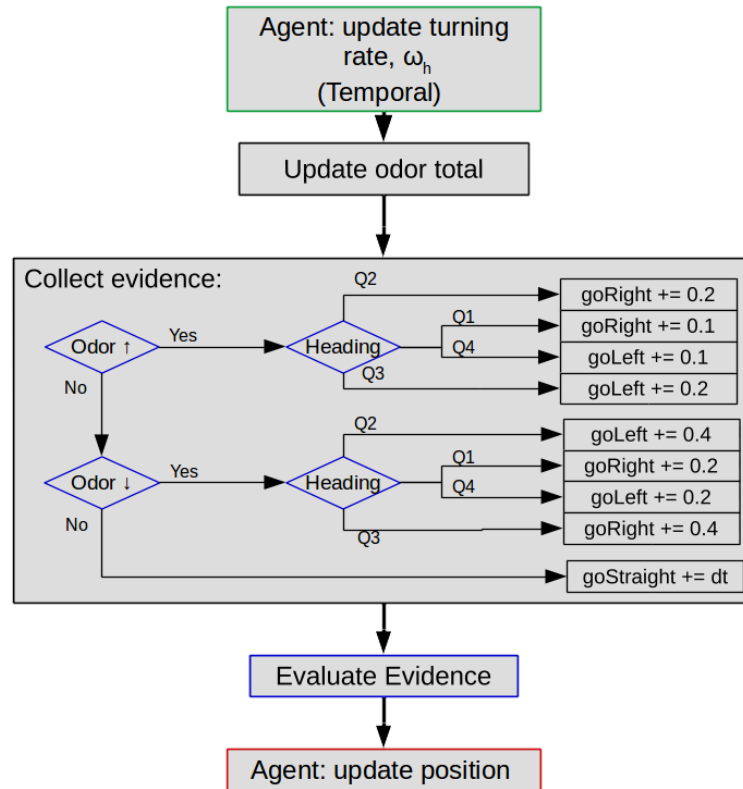 Agent: update turning
rate, ωh
(Temporal)
Update odor total
Collect evidence:
Q2
goRight += 0.2
Odor ↑
Yes
Heading
Q1
goRight += 0.1
Q4
goLeft += 0.1
No
Q3
goLeft += 0.2
Q2
goLeft += 0.4
Odor ↓
Yes
Heading
Q1
goRight += 0.2
Q4
goLeft += 0.2
No
Q3
goRight += 0.4
goStraight += dt
Evaluate Evidence
Agent: update position